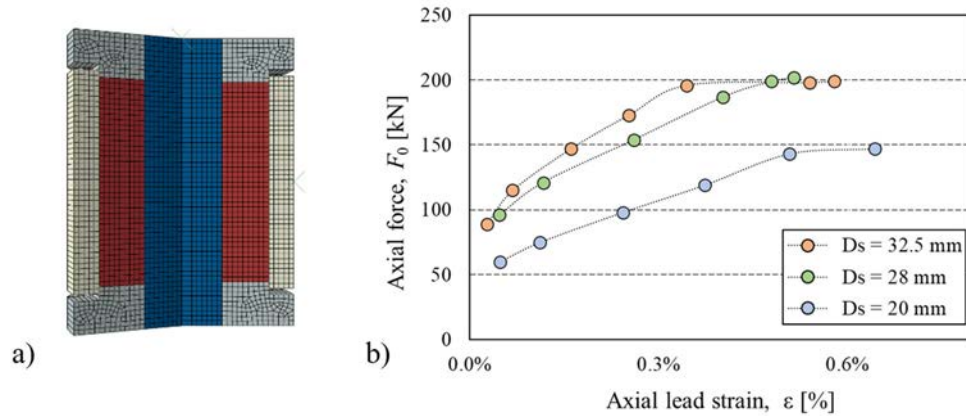 a)
b)
Axial force, F₀ [kN]
250
200
150
100
50
0
0.0%
0.3%
0.6%
Axial lead strain, ε [%]
Ds = 32.5 mm
Ds = 28 mm
Ds = 20 mm